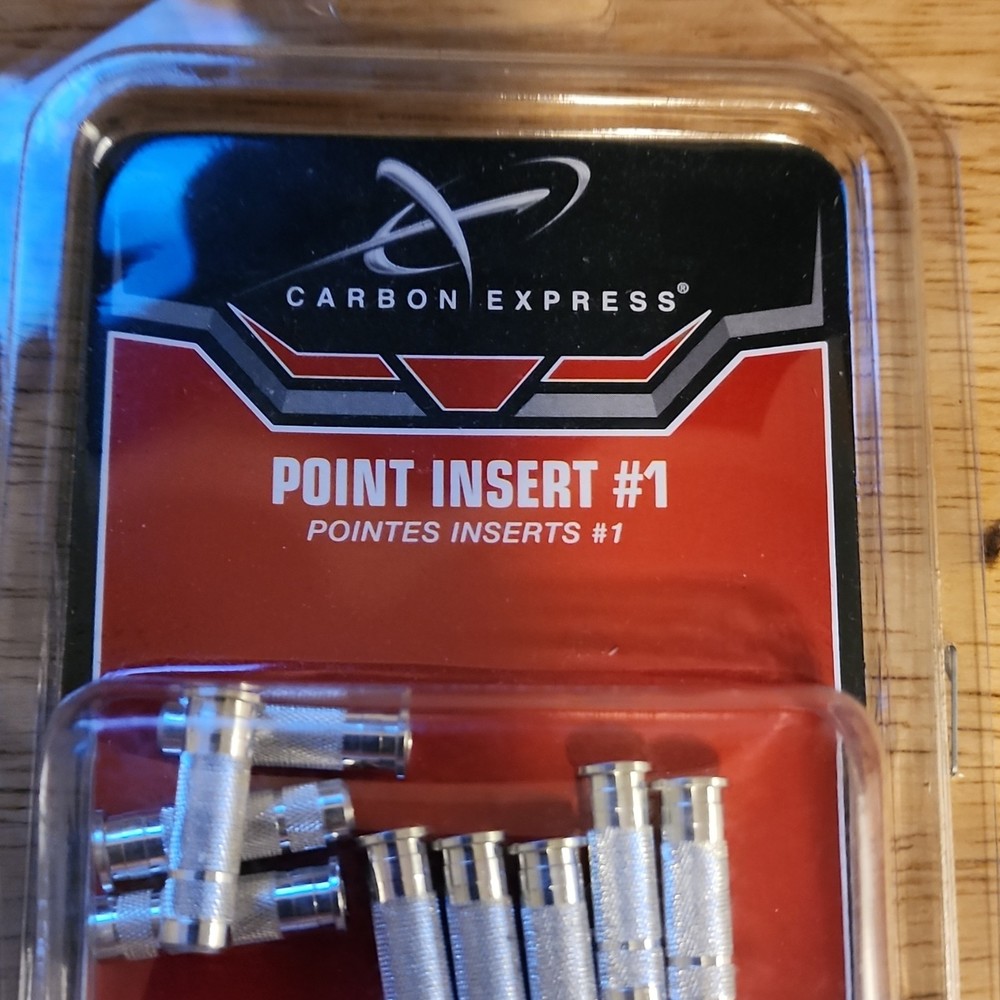 CARBON EXPRESS®
POINT INSERT #1
POINTES INSERTS #1